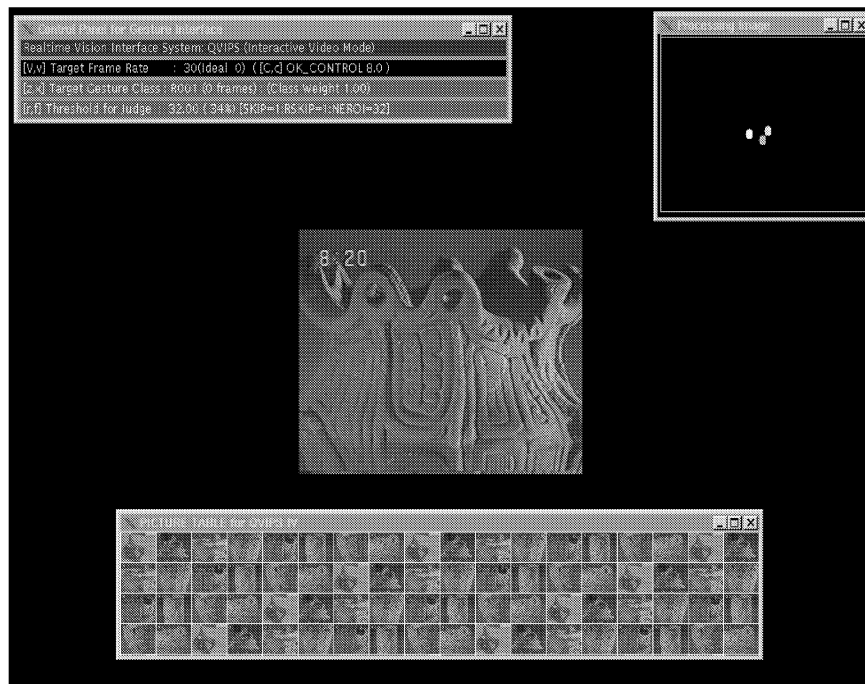 Control Panel for Gesture Interface
Realtime Vision Interface System: QVIPS (Interactive Video Mode)
[V,v] Target Frame Rate : 30(Ideal 0) ( [C,c] OK_CONTROL 8.0 )
[z,x] Target Gesture Class : R001 (0 frames) : (Class Weight 1.00)
[r,f] Threshold for Judge : 32.00 ( 34%) [SKIP=1:RSKIP=1:NEROI=32]
Processing Image
8:20
PICTURE TABLE for QVIPS IV